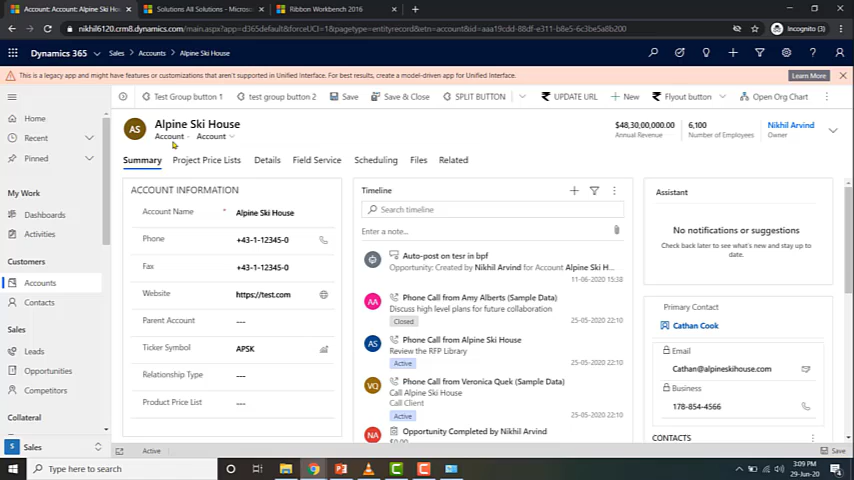 Account: Account: Alpine Ski House
Solutions All Solutions - Microso
Ribbon Workbench 2016
nikhil6120.crm8.dynamics.com/main.aspx?app=d365default&forceUCI=1&pagetype=entityrecord&etn=account&id=
Incognito (3)
Dynamics 365
Sales > Accounts > Alpine Ski House
This is a legacy app and might have features or customizations that aren't supported in Unified Interface. For best results, create a model-driven app for Unified Interface.
Learn More
Test Group button 1
test group button 2
Save
Save & Close
SPLIT BUTTON
UPDATE URL
New
Flyout button
Open Org Chart
AS
Alpine Ski House
Account · Account
$48,30,00,000.00
Annual Revenue
6,100
Number of Employees
Nikhil Arvind
Owner
Home
Recent
Pinned
My Work
Dashboards
Activities
Customers
Accounts
Contacts
Sales
Leads
Opportunities
Competitors
Collateral
S Sales
Summary
Project Price Lists
Details
Field Service
Scheduling
Files
Related
ACCOUNT INFORMATION
Account Name * Alpine Ski House
Phone +43-1-12345-0
Fax +43-1-12345-0
Website https://test.com
Parent Account ---
Ticker Symbol APSK
Relationship Type ---
Product Price List ---
Timeline
Search timeline
Enter a note...
Auto-post on tesr in bpf
Opportunity: Created by Nikhil Arvind for Account Alpine Ski H...
11-06-2020 15:38
AA
Phone Call from Amy Alberts (Sample Data)
Discuss high level plans for future collaboration
Closed
25-05-2020 22:10
AS
Phone Call from Alpine Ski House
Review the RFP Library
Active
25-05-2020 22:10
VQ
Phone Call from Veronica Quek (Sample Data)
Call Alpine Ski House
Call Client
Active
25-05-2020 22:10
NA
Opportunity Completed by Nikhil Arvind
Assistant
No notifications or suggestions
Check back later to see what's new and stay up
to date.
Primary Contact
Cathan Cook
Email
Cathan@alpineskihouse.com
Business
178-854-4566
CONTACTS
Active
Save
Type here to search
3:09 PM
29-Jun-20
4